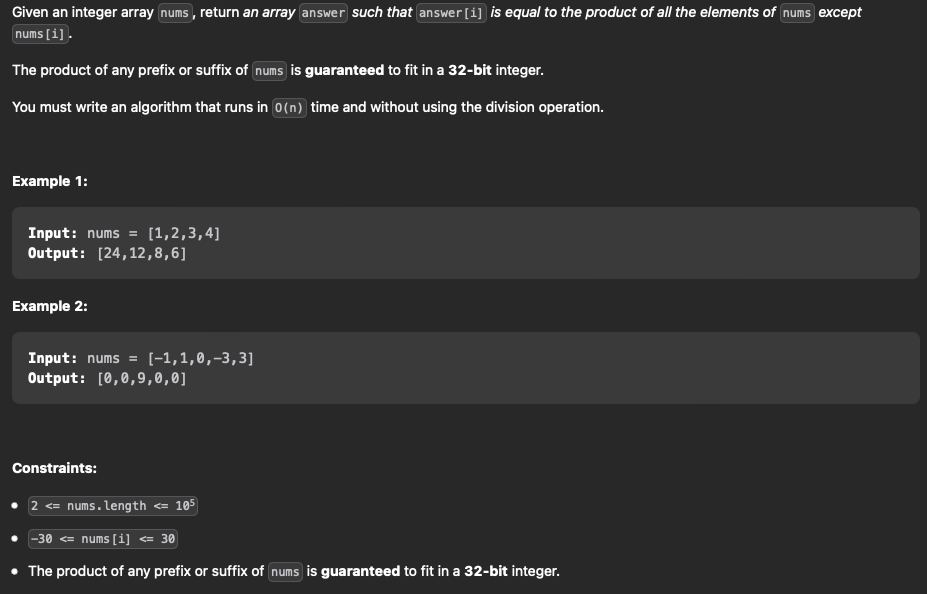 Given an integer array nums, return an array answer such that answer[i] is equal to the product of all the elements of nums except
nums[i].
The product of any prefix or suffix of nums is guaranteed to fit in a 32-bit integer.
You must write an algorithm that runs in O(n) time and without using the division operation.
Example 1:
Input: nums = [1,2,3,4]
Output: [24,12,8,6]
Example 2:
Input: nums = [-1,1,0,-3,3]
Output: [0,0,9,0,0]
Constraints:
• 2 <= nums.length <= 10⁵
• -30 <= nums[i] <= 30
• The product of any prefix or suffix of nums is guaranteed to fit in a 32-bit integer.